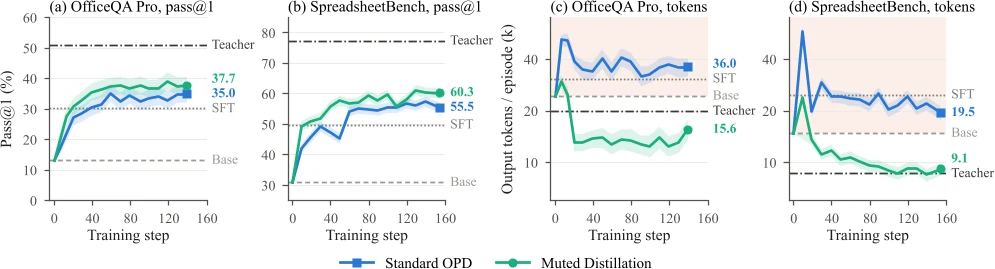 (a) OfficeQA Pro, pass@1
Pass@1 (%)
60
50
40
30
20
10
0
Teacher
37.7
35.0
SFT
Base
0 40 80 120 160
Training step
(b) SpreadsheetBench, pass@1
80
70
60
50
40
30
Teacher
60.3
55.5
SFT
Base
0 40 80 120 160
Training step
(c) OfficeQA Pro, tokens
Output tokens / episode (k)
40
20
10
36.0
SFT
Base
Teacher
15.6
0 40 80 120 160
Training step
(d) SpreadsheetBench, tokens
40
20
10
SFT
19.5
Base
9.1
Teacher
0 40 80 120 160
Training step
Standard OPD
Muted Distillation